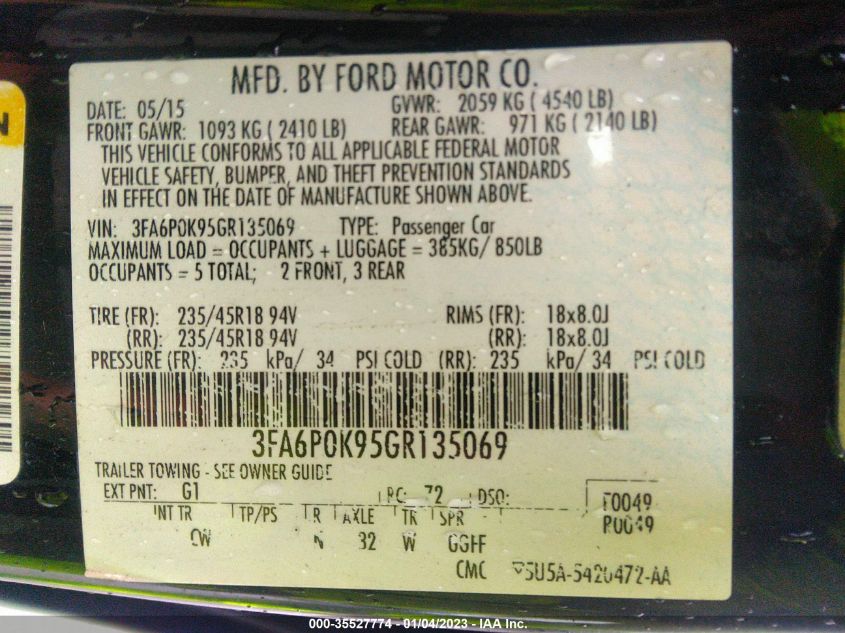 MFD. BY FORD MOTOR CO.
DATE: 05/15 GVWR: 2059 KG ( 4540 LB)
FRONT GAWR: 1093 KG ( 2410 LB) REAR GAWR: 971 KG ( 2140 LB)
THIS VEHICLE CONFORMS TO ALL APPLICABLE FEDERAL MOTOR
VEHICLE SAFETY, BUMPER, AND THEFT PREVENTION STANDARDS
IN EFFECT ON THE DATE OF MANUFACTURE SHOWN ABOVE.
VIN: 3FA6P0K95GR135069 TYPE: Passenger Car
MAXIMUM LOAD = OCCUPANTS + LUGGAGE = 385KG/ 850LB
OCCUPANTS = 5 TOTAL; 2 FRONT, 3 REAR
TIRE (FR): 235/45R18 94V RIMS (FR): 18x8.0J
(RR): 235/45R18 94V (RR): 18x8.0J
PRESSURE (FR): 235 kPa/ 34 PSI COLD (RR): 235 kPa/ 34 PSI COLD
3FA6P0K95GR135069
TRAILER TOWING - SEE OWNER GUIDE
EXT PNT: G1 RC: 72 DSO: F0049
INT TR TP/PS R AXLE TR SPR R0049
CW N 32 W GGFF
CMC 5U5A-5420472-AA
000-35527774 - 01/04/2023 - IAA Inc.